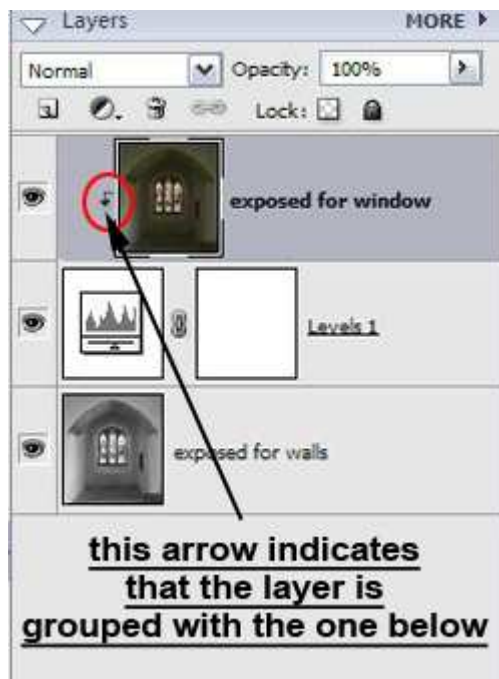 Layers MORE
Normal Opacity: 100%
Lock:
exposed for window
Levels 1
exposed for walls
this arrow indicates
that the layer is
grouped with the one below